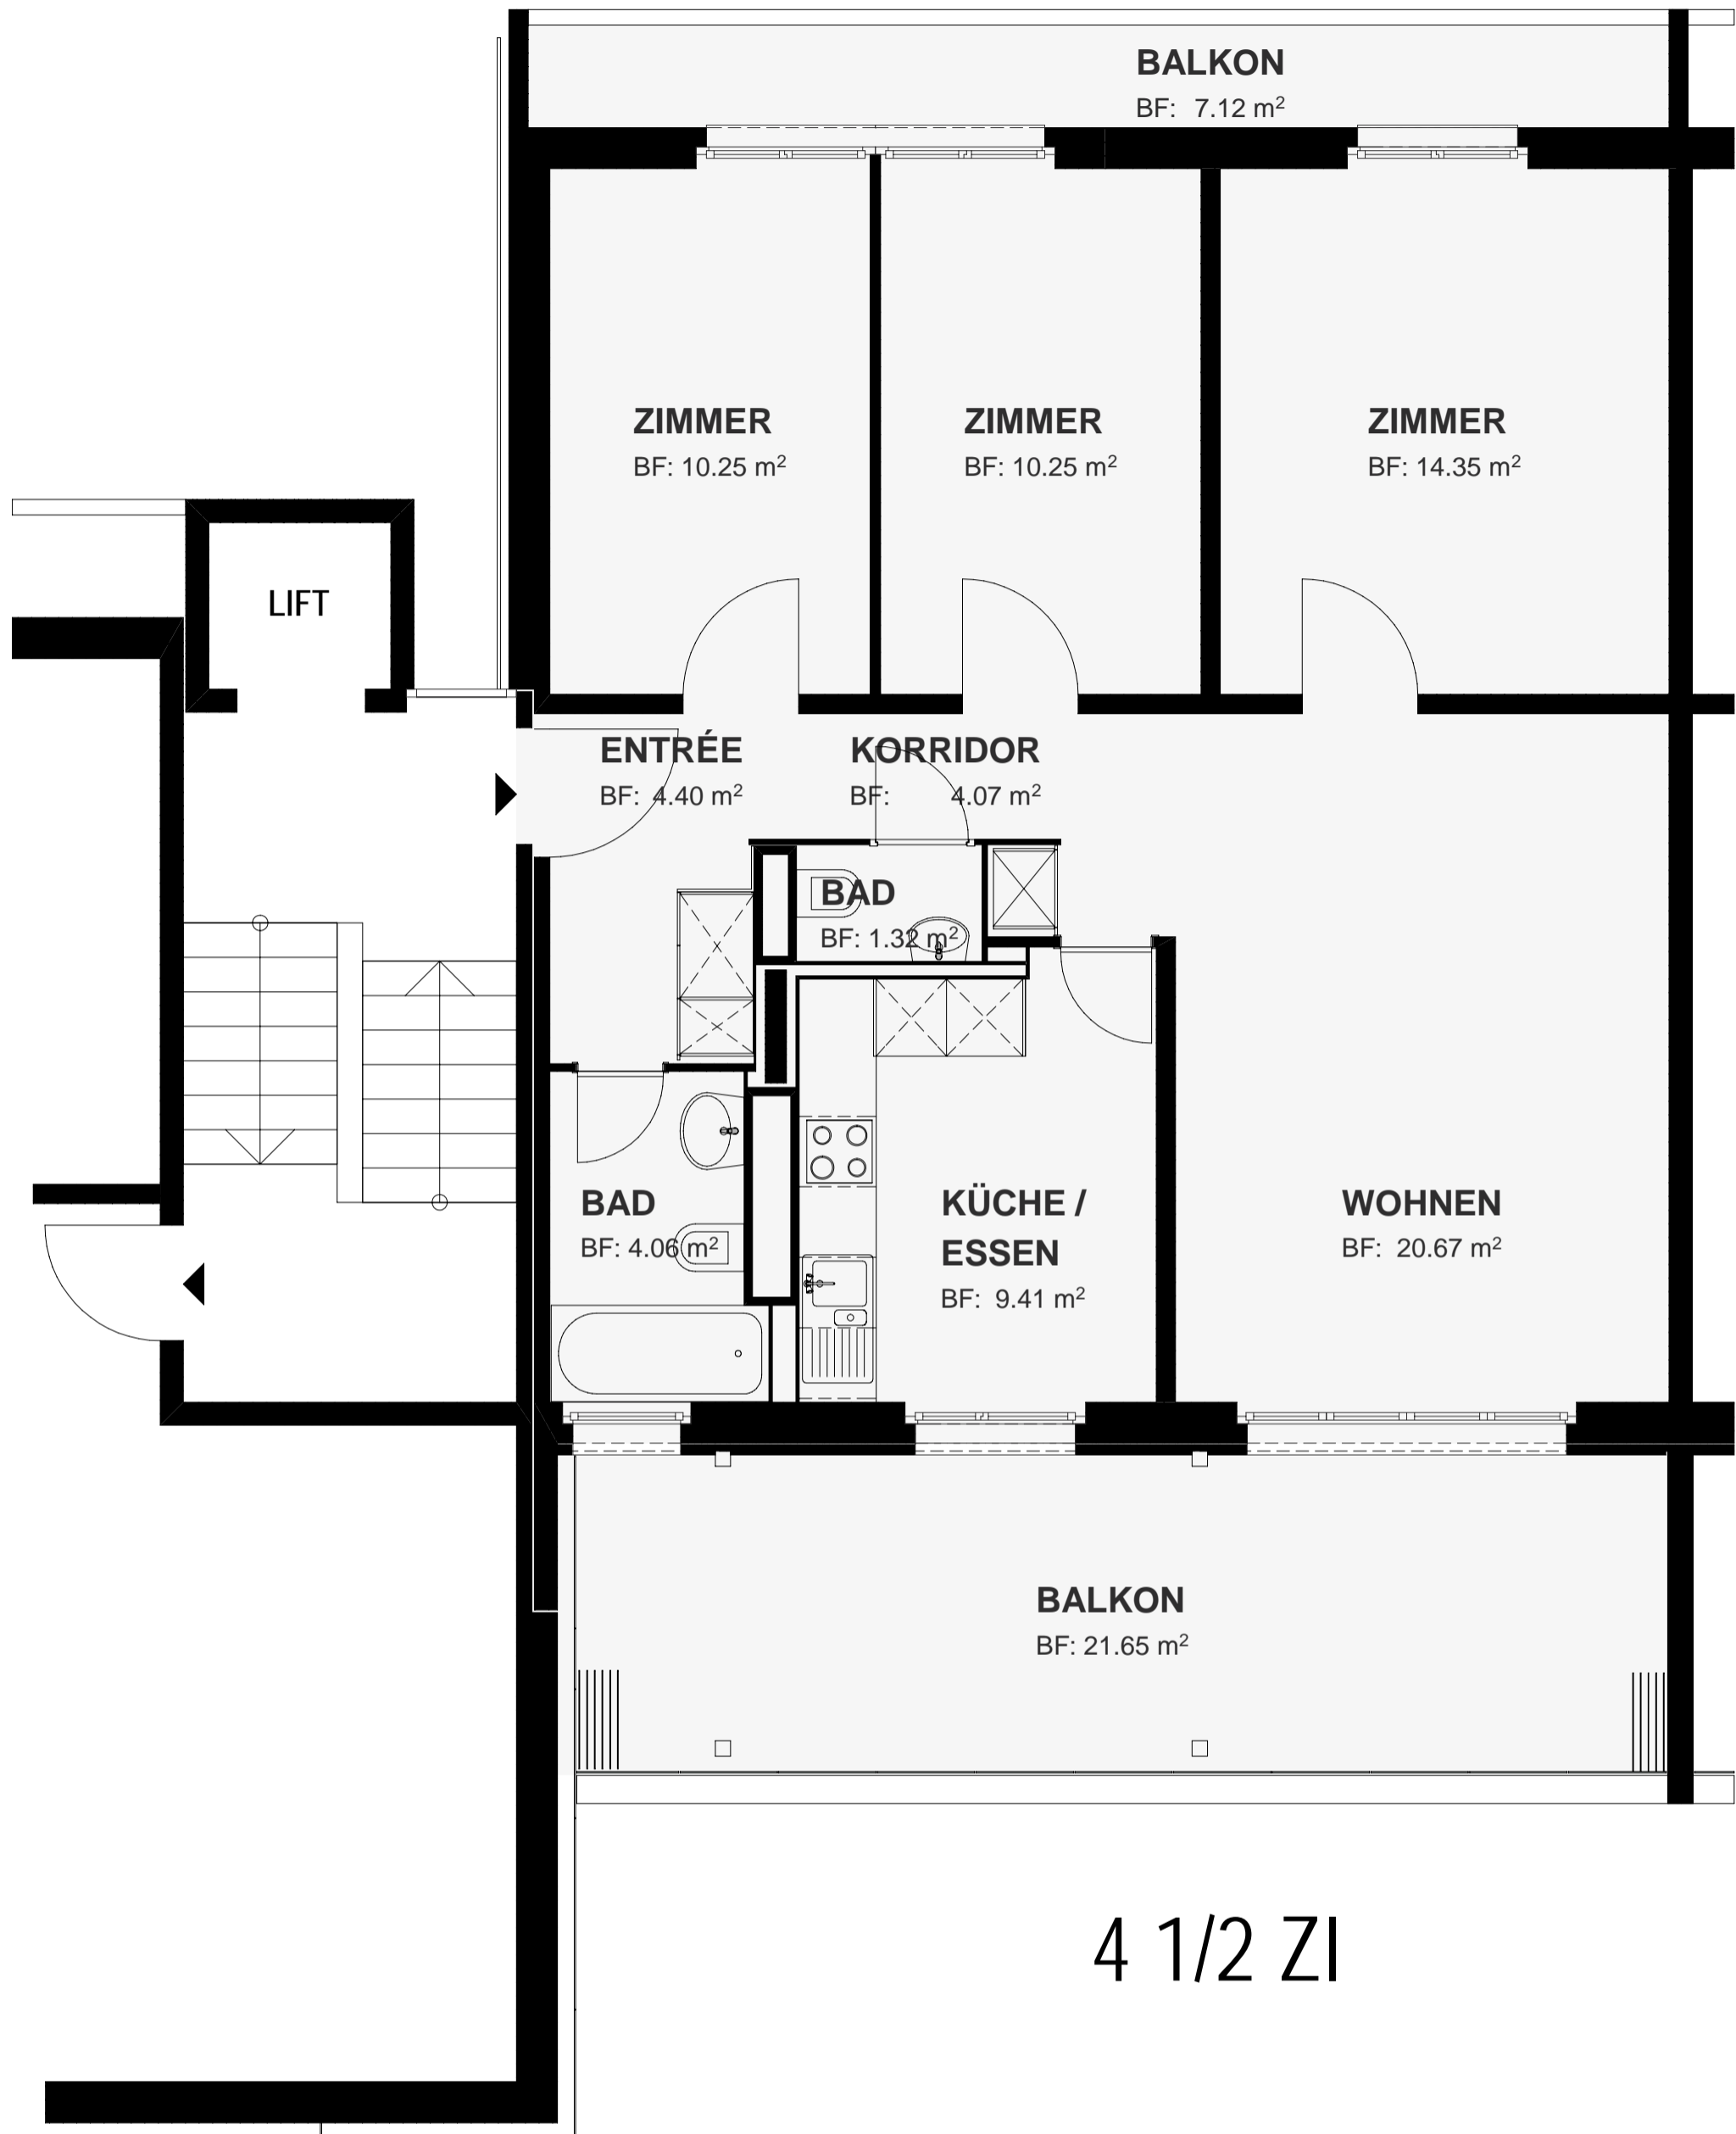 BALKON
BF: 7.12 m²
ZIMMER
BF: 10.25 m²
ZIMMER
BF: 10.25 m²
ZIMMER
BF: 14.35 m²
LIFT
ENTRÉE
BF: 4.40 m²
KORRIDOR
BF: 4.07 m²
BAD
BF: 1.32 m²
BAD
BF: 4.06 m²
KÜCHE /
ESSEN
BF: 9.41 m²
WOHNEN
BF: 20.67 m²
BALKON
BF: 21.65 m²
4 1/2 ZI